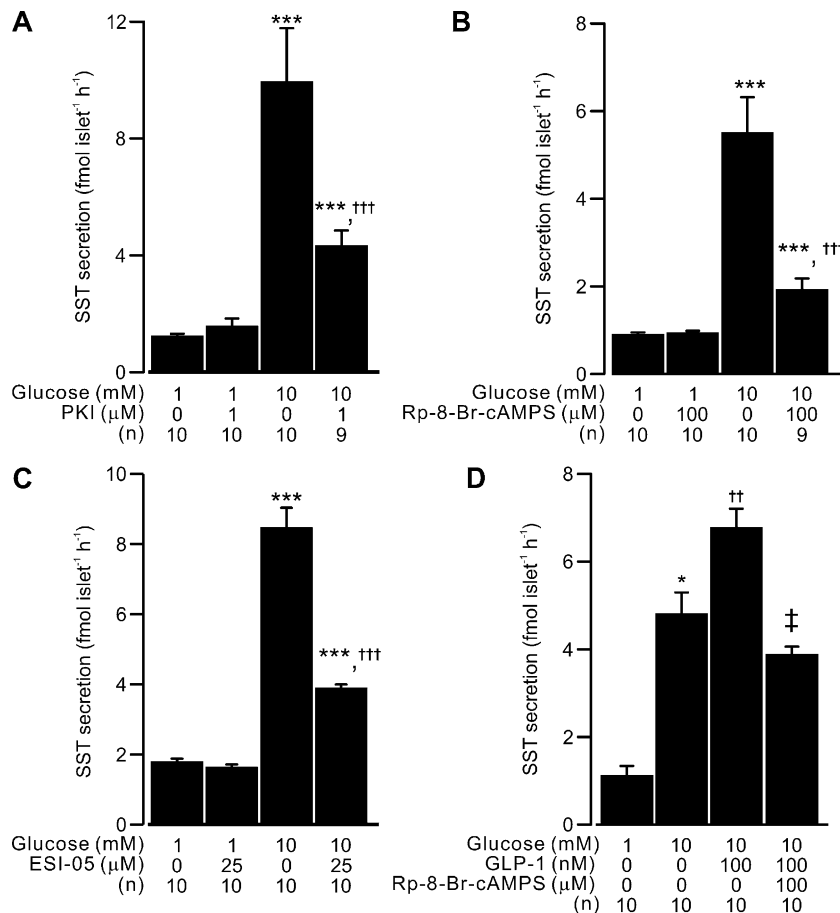 A
SST secretion (fmol islet⁻¹ h⁻¹)
12
8
4
0
***
***,†††
Glucose (mM) 1 1 10 10
PKI (μM) 0 1 0 1
(n) 10 10 10 9
B
SST secretion (fmol islet⁻¹ h⁻¹)
8
6
4
2
0
***
***, †††
Glucose (mM) 1 1 10 10
Rp-8-Br-cAMPS (μM) 0 100 0 100
(n) 10 10 10 9
C
SST secretion (fmol islet⁻¹ h⁻¹)
10
8
6
4
2
0
***
***,†††
Glucose (mM) 1 1 10 10
ESI-05 (μM) 0 25 0 25
(n) 10 10 10 10
D
SST secretion (fmol islet⁻¹ h⁻¹)
8
6
4
2
0
*
††
‡
Glucose (mM) 1 10 10 10
GLP-1 (nM) 0 0 100 100
Rp-8-Br-cAMPS (μM) 0 0 0 100
(n) 10 10 10 10